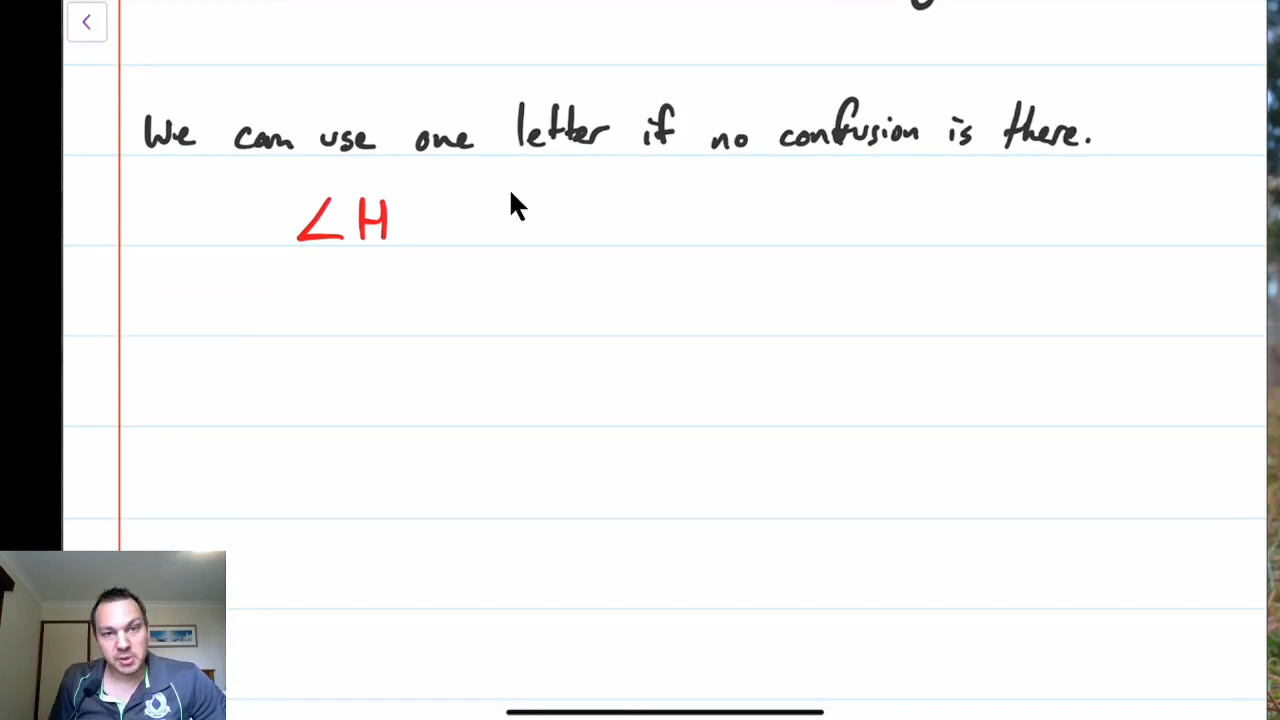 We can use one letter if no confusion is there.
∠H